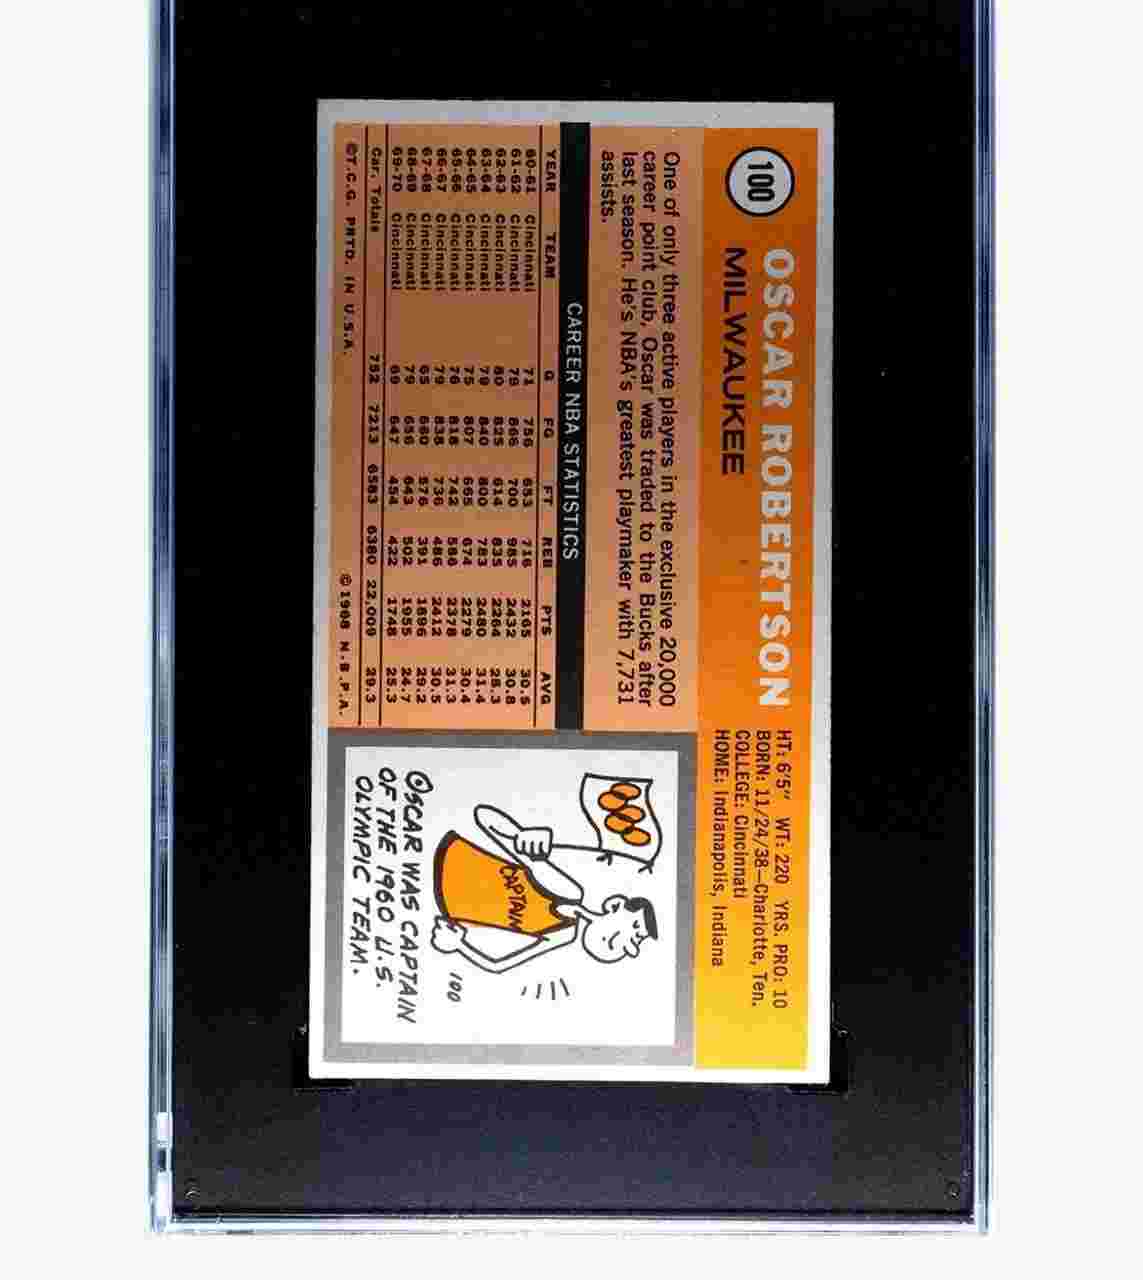 100
OSCAR ROBERTSON
MILWAUKEE
HT: 6'5" WT: 220 YRS. PRO: 10
BORN: 11/24/38—Charlotte, Ten.
COLLEGE: Cincinnati
HOME: Indianapolis, Indiana
One of only three active players in the exclusive 20,000
career point club, Oscar was traded to the Bucks after
last season. He's NBA's greatest playmaker with 7,731
assists.
CAREER NBA STATISTICS
YEAR TEAM G FG FT REB PTS AVG
60-61 Cincinnati 71 756 653 716 2165 30.5
61-62 Cincinnati 79 866 700 985 2432 30.8
62-63 Cincinnati 80 825 614 835 2264 28.3
63-64 Cincinnati 79 840 800 783 2480 31.4
64-65 Cincinnati 75 807 665 674 2279 30.4
65-66 Cincinnati 76 818 742 586 2378 31.3
66-67 Cincinnati 79 838 736 486 2412 30.5
67-68 Cincinnati 65 660 576 391 1896 29.2
68-69 Cincinnati 79 656 643 502 1955 24.7
69-70 Cincinnati 69 647 454 422 1748 25.3
Car. Totals 752 7213 6583 6380 22,009 29.3
©T.C.G. PRTD. IN U.S.A. ©1968 N.B.P.A.
CAPTAIN
100
OSCAR WAS CAPTAIN
OF THE 1960 U.S.
OLYMPIC TEAM.